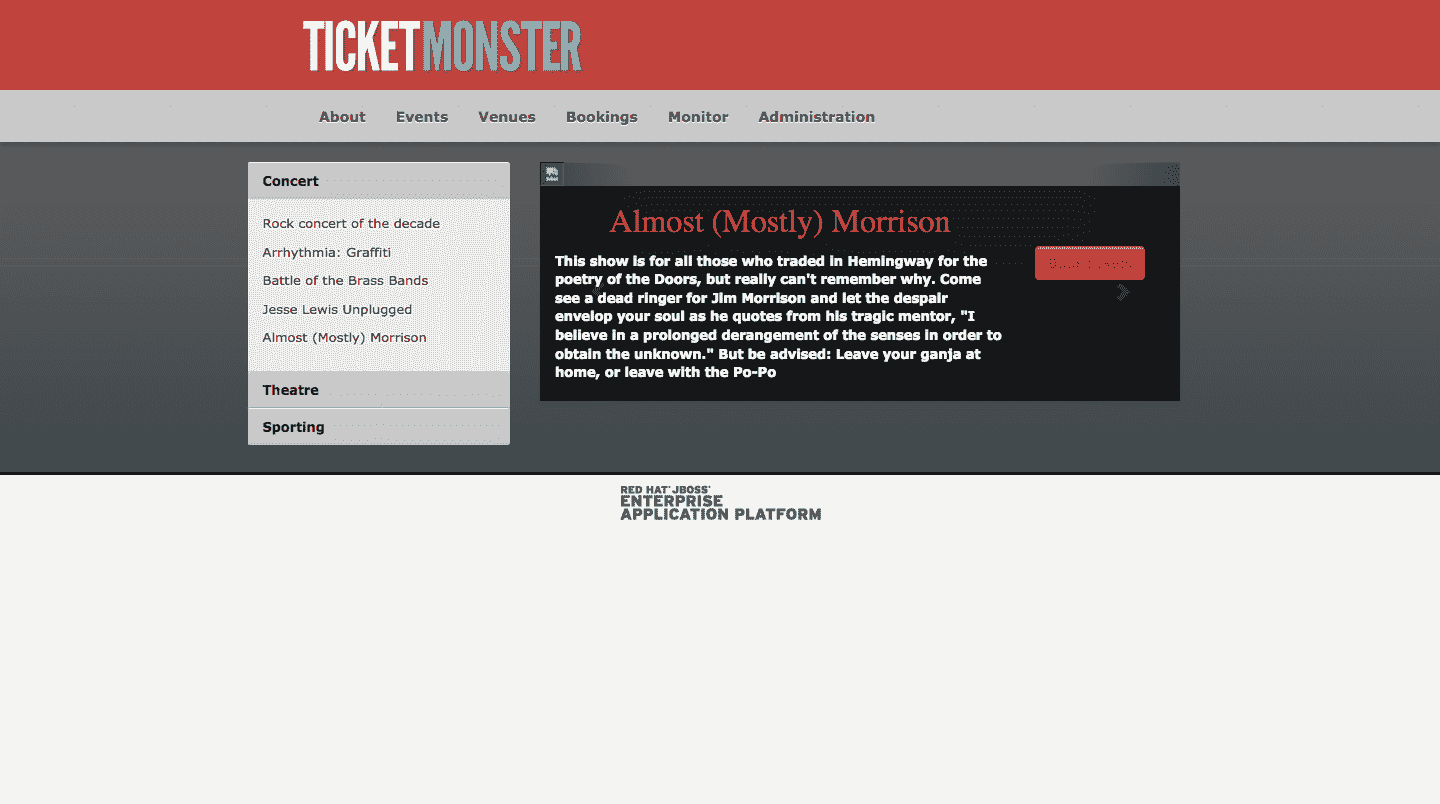 TICKETMONSTER
About Events Venues Bookings Monitor Administration
Concert
Rock concert of the decade
Arrhythmia: Graffiti
Battle of the Brass Bands
Jesse Lewis Unplugged
Almost (Mostly) Morrison
Theatre
Sporting
Almost (Mostly) Morrison
This show is for all those who traded in Hemingway for the
poetry of the Doors, but really can't remember why. Come
see a dead ringer for Jim Morrison and let the despair
envelop your soul as he quotes from his tragic mentor, "I
believe in a prolonged derangement of the senses in order to
obtain the unknown." But be advised: Leave your ganja at
home, or leave with the Po-Po
RED HAT® JBOSS®
ENTERPRISE
APPLICATION PLATFORM